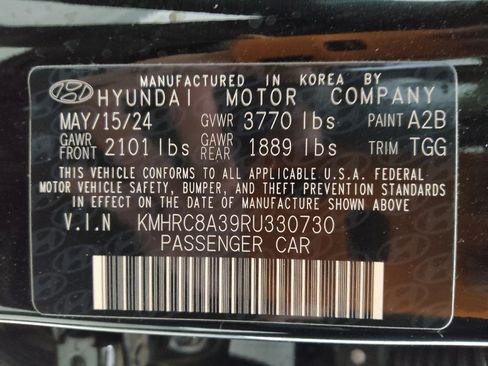 MANUFACTURED IN KOREA BY
HYUNDAI MOTOR COMPANY
MAY/15/24 GVWR 3770 lbs PAINT A2B
GAWR FRONT 2101 lbs GAWR REAR 1889 lbs TRIM TGG
THIS VEHICLE CONFORMS TO ALL APPLICABLE U.S.A. FEDERAL
MOTOR VEHICLE SAFETY, BUMPER, AND THEFT PREVENTION STANDARDS
IN EFFECT ON THE DATE OF MANUFACTURE SHOWN ABOVE.
V.I.N KMHRC8A39RU330730
PASSENGER CAR